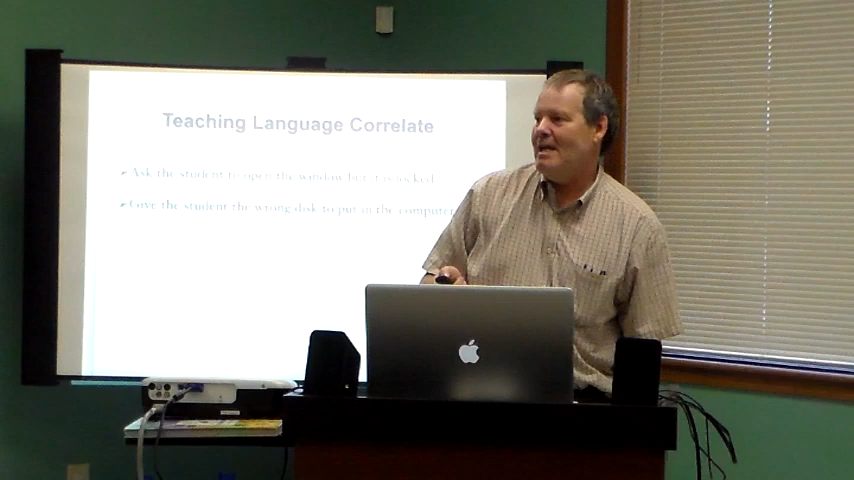 Teaching Language Correlate
Ask the student to open the window but it is locked
Give the student the wrong disk to put in the computer